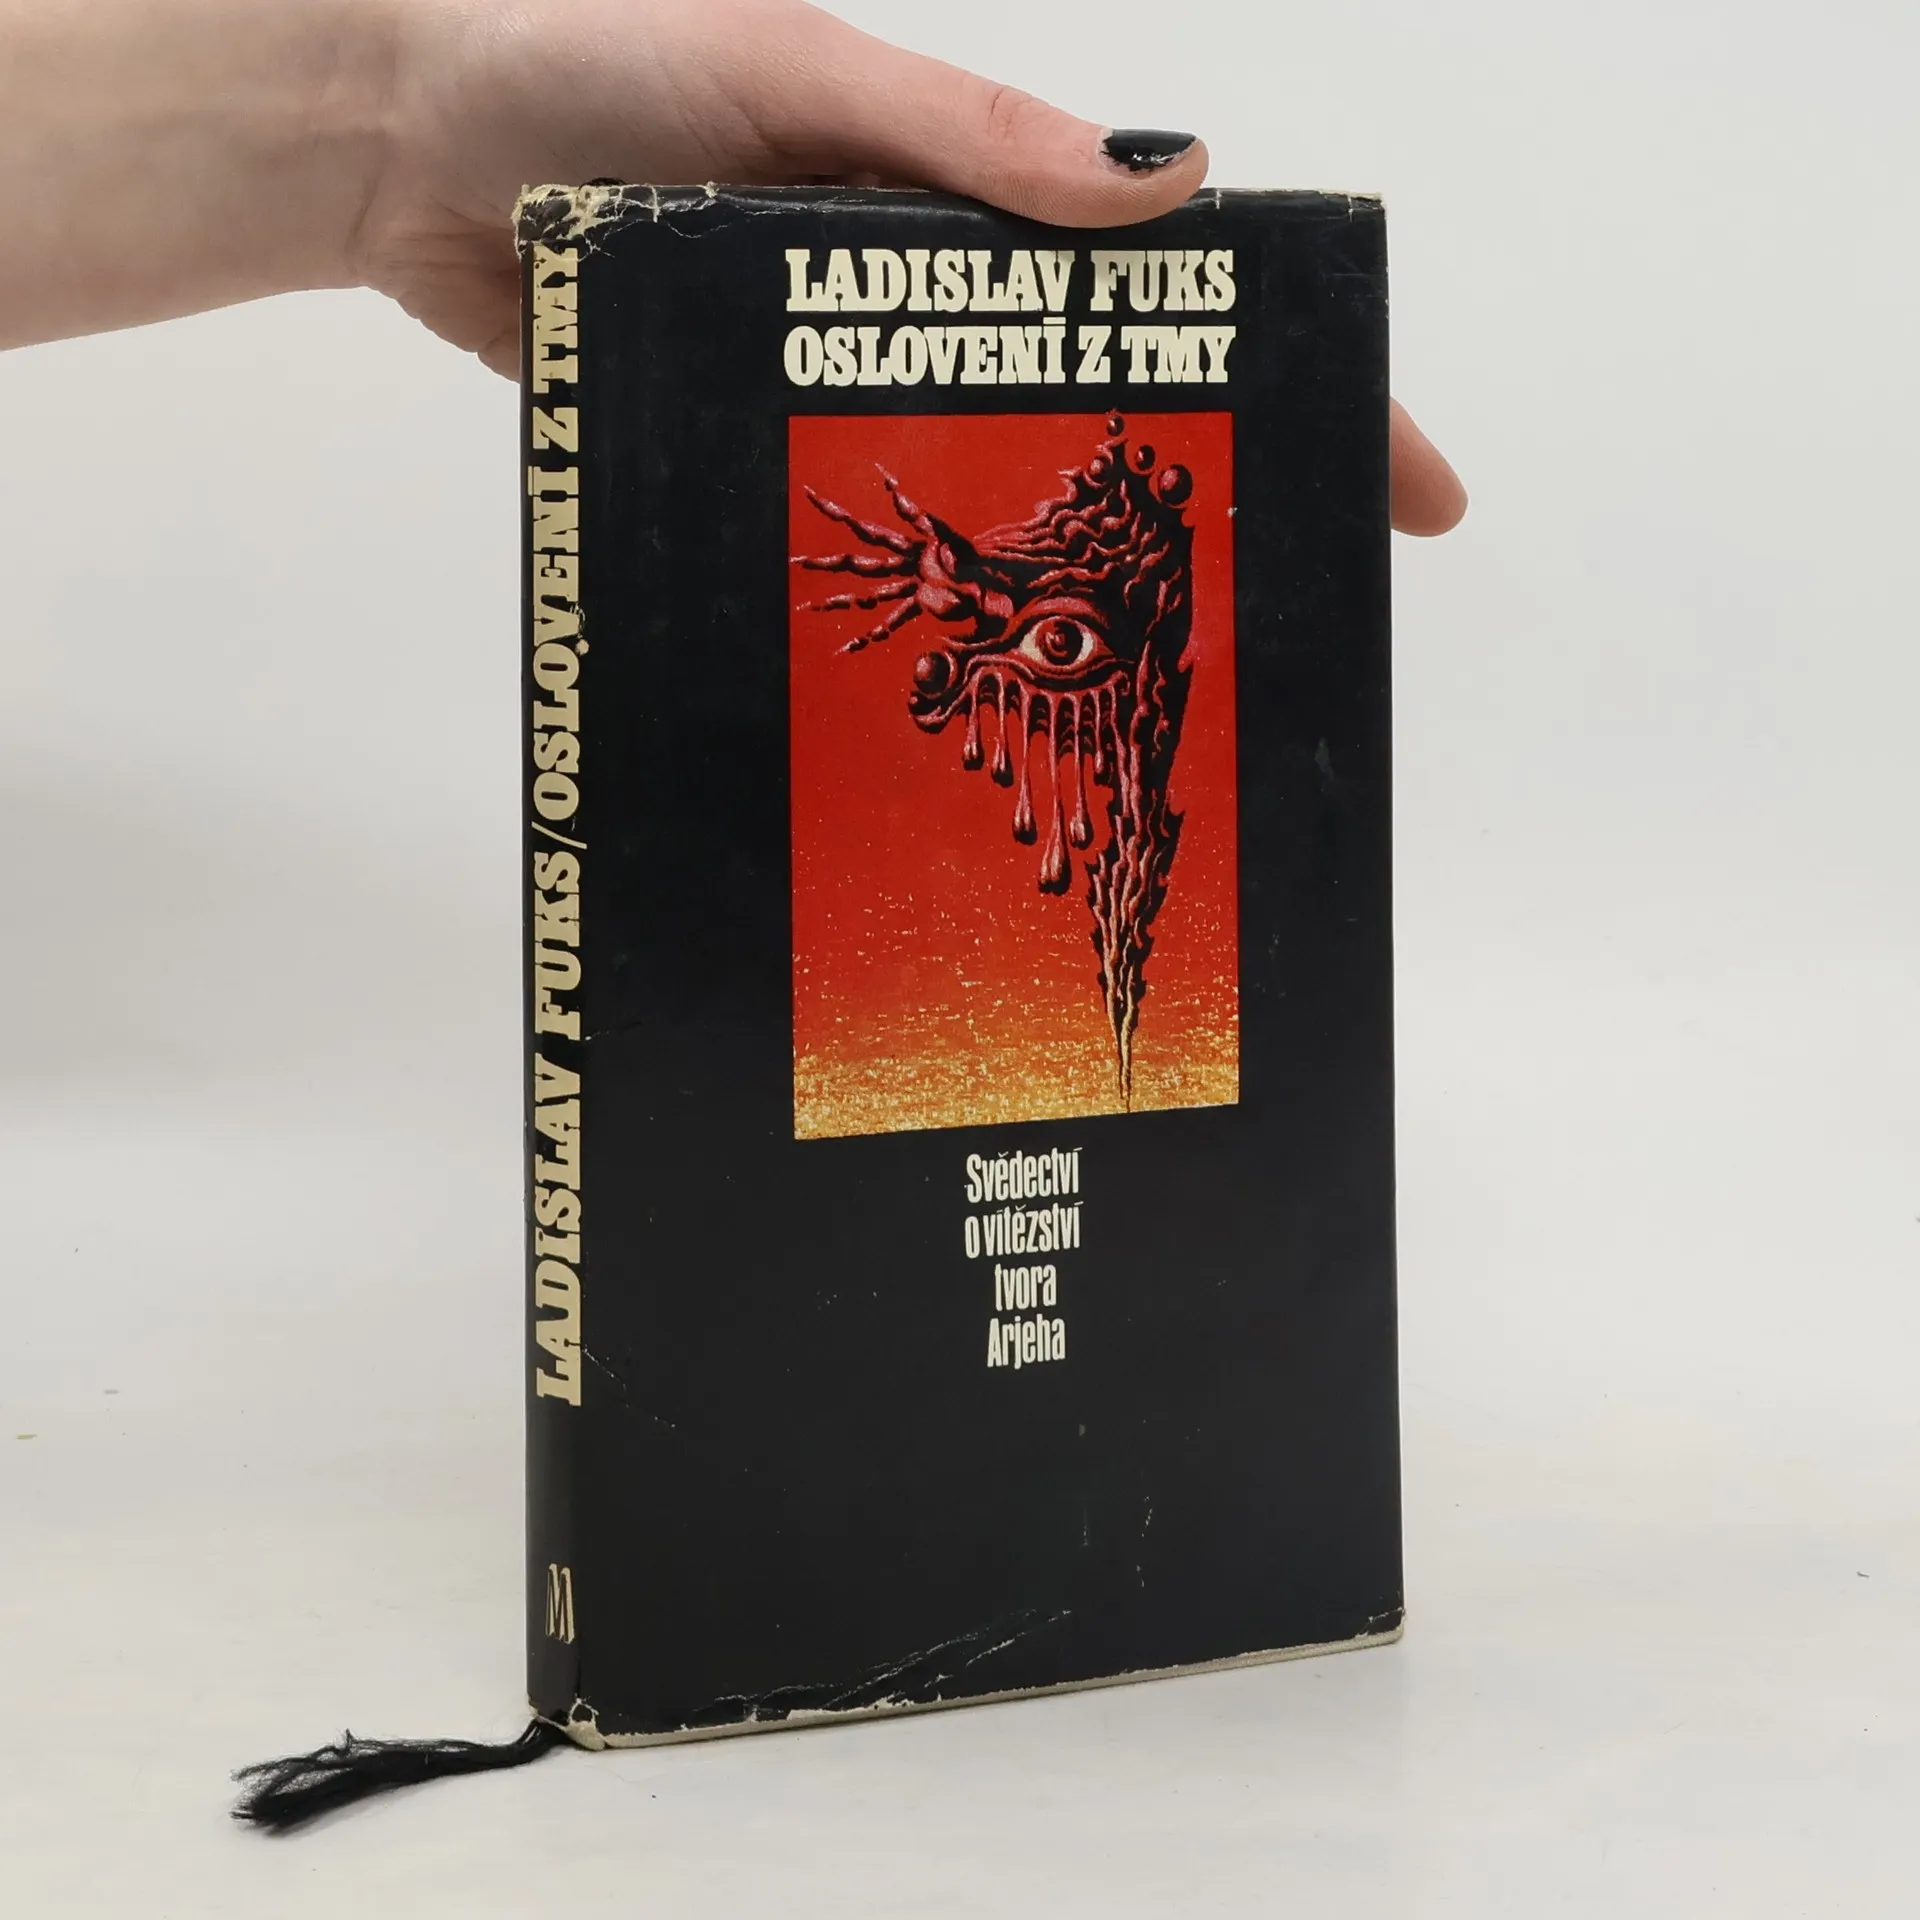 LADISLAV FUKS
OSLOVENÍ Z TMY
Svědectví
o vítězství
tvora
Arjeha
LADISLAV FUKS/OSLOVENÍ Z TMY
M